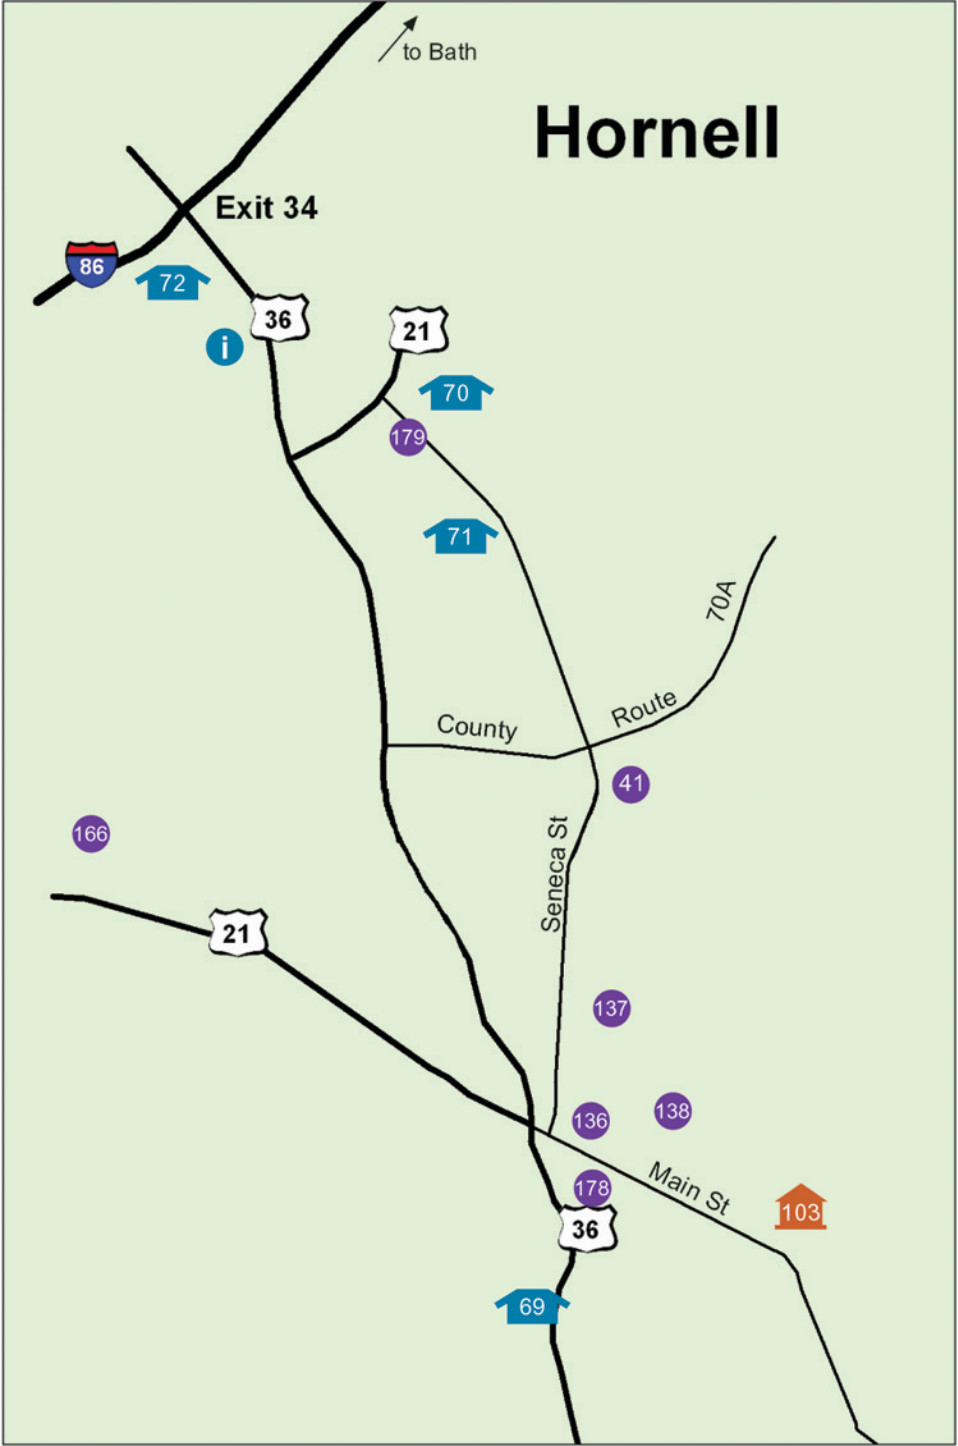 to Bath
Hornell
Exit 34
86
72
36
i
21
70
179
71
70A
County
Route
41
166
Seneca St
21
137
136
138
178
Main St
103
36
69